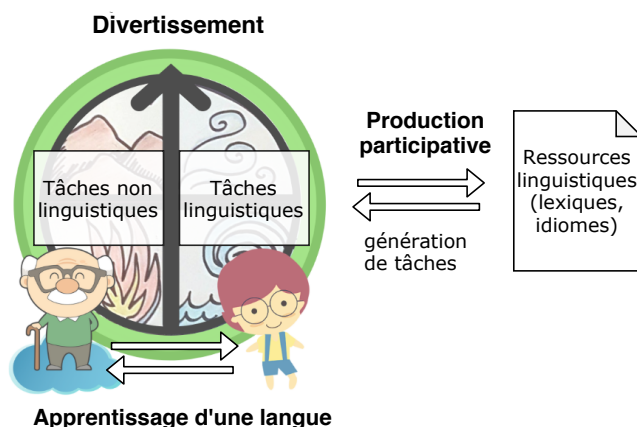 Divertissement
Tâches non
linguistiques
Tâches
linguistiques
Production
participative
génération
de tâches
Ressources
linguistiques
(lexiques,
idiomes)
Apprentissage d'une langue